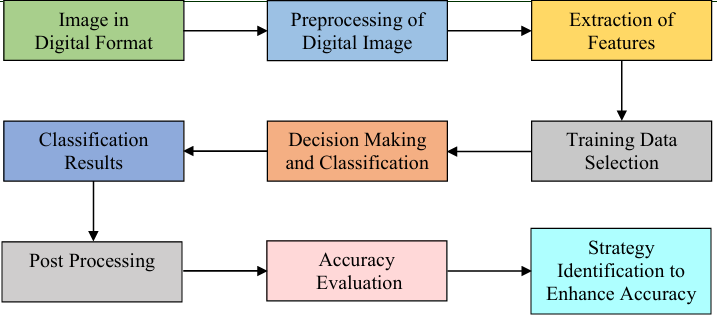 Image in
Digital Format
Preprocessing of
Digital Image
Extraction of
Features
Training Data
Selection
Decision Making
and Classification
Classification
Results
Post Processing
Accuracy
Evaluation
Strategy
Identification to
Enhance Accuracy